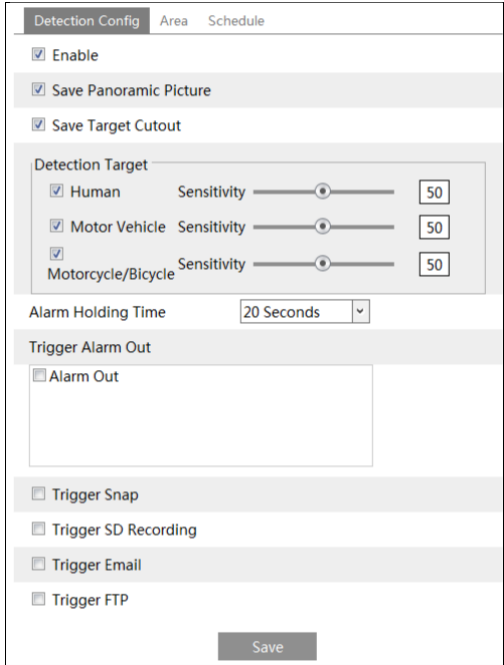 Detection Config Area Schedule
Enable
Save Panoramic Picture
Save Target Cutout
Detection Target
Human Sensitivity 50
Motor Vehicle Sensitivity 50
Motorcycle/Bicycle Sensitivity 50
Alarm Holding Time 20 Seconds
Trigger Alarm Out
Alarm Out
Trigger Snap
Trigger SD Recording
Trigger Email
Trigger FTP
Save